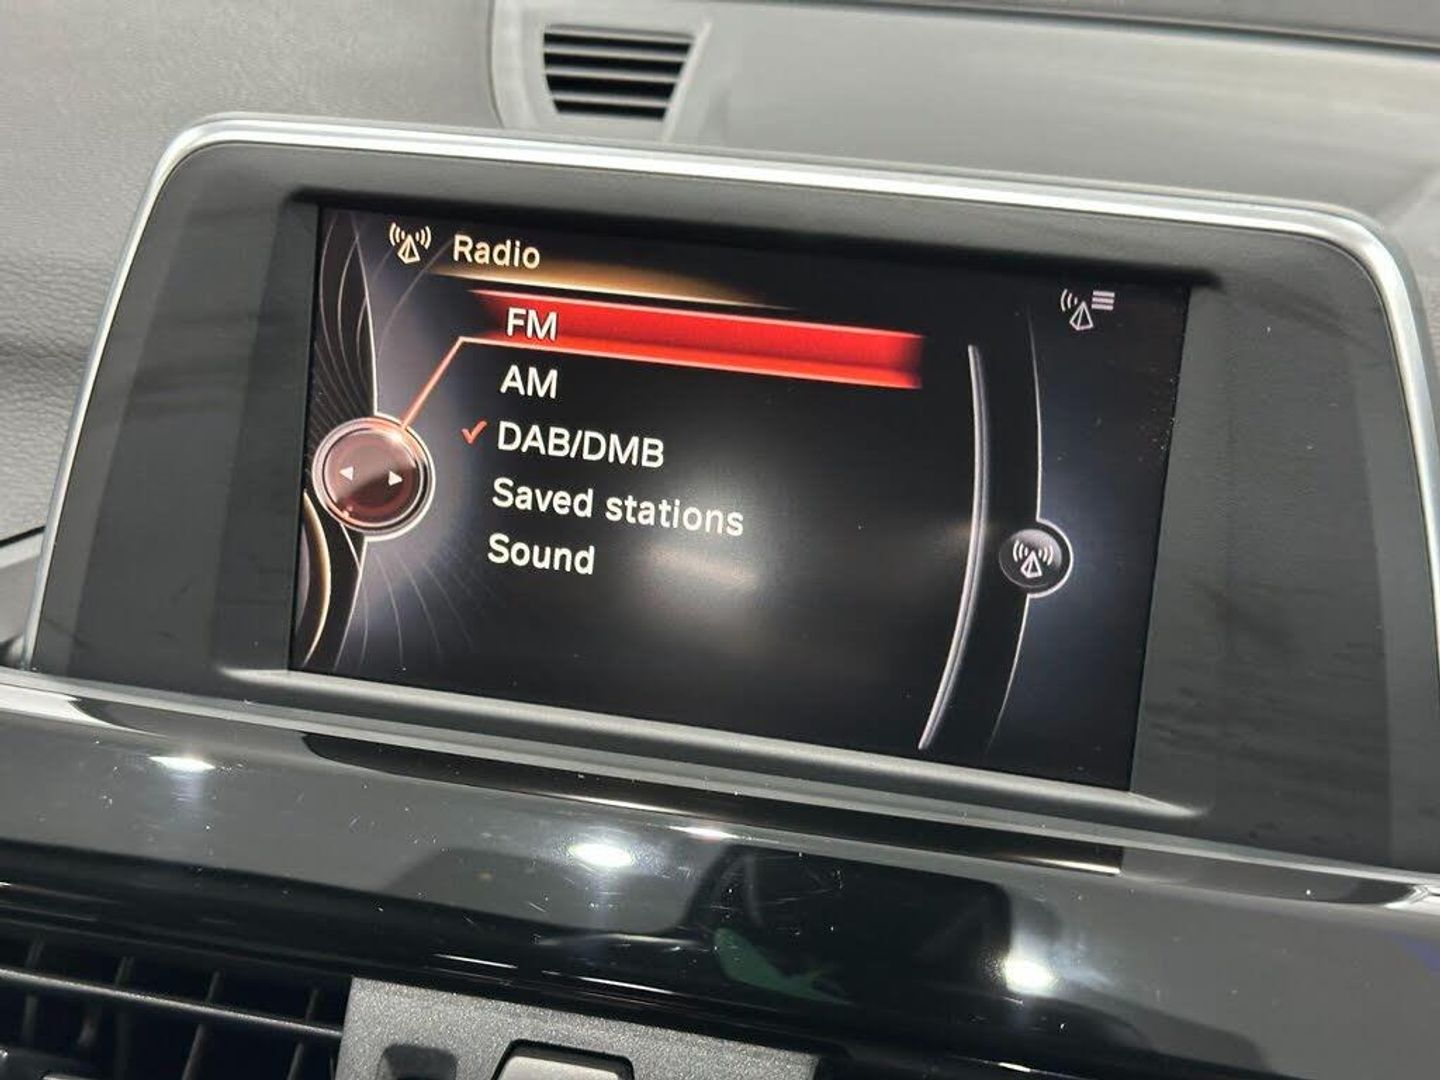 Radio
FM
AM
DAB/DMB
Saved stations
Sound